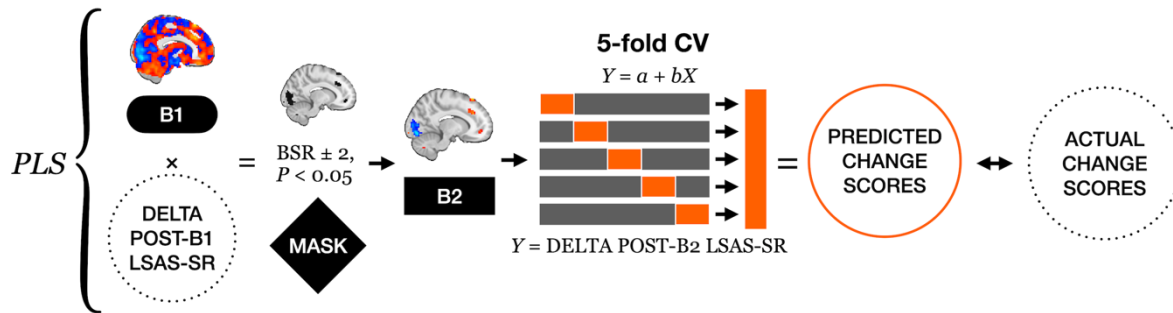 PLS
B1
×
DELTA
POST-B1
LSAS-SR
=
BSR ± 2,
P < 0.05
MASK
B2
5-fold CV
Y = a + bX
Y = DELTA POST-B2 LSAS-SR
=
PREDICTED
CHANGE
SCORES
ACTUAL
CHANGE
SCORES